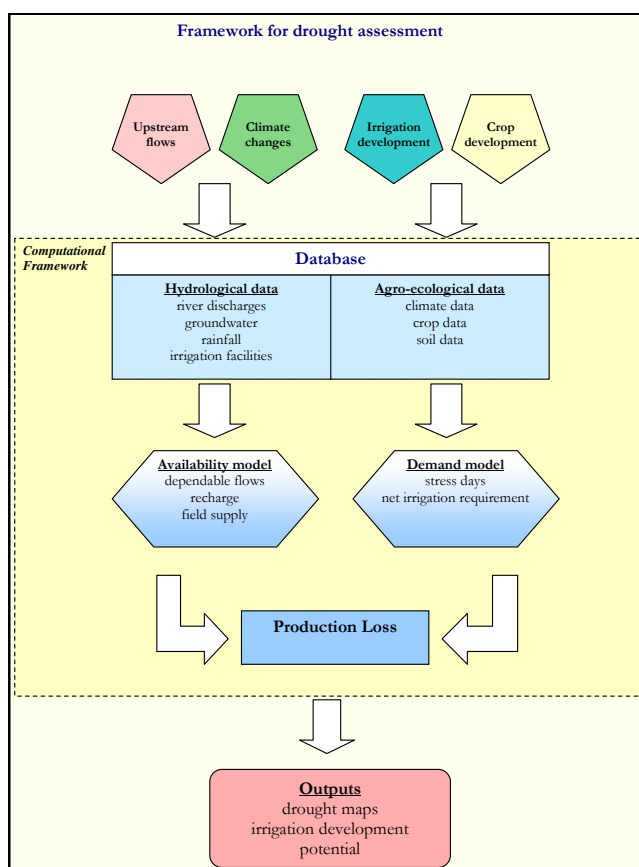 Framework for drought assessment
Upstream
flows
Climate
changes
Irrigation
development
Crop
development
Computational
Framework
Database
Hydrological data
river discharges
groundwater
rainfall
irrigation facilities
Agro-ecological data
climate data
crop data
soil data
Availability model
dependable flows
recharge
field supply
Demand model
stress days
net irrigation requirement
Production Loss
Outputs
drought maps
irrigation development
potential